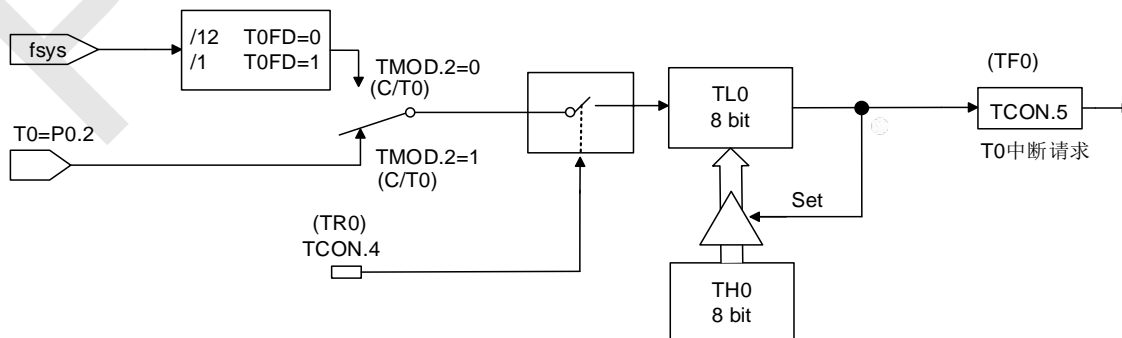 fsys
/12 T0FD=0
/1 T0FD=1
TMOD.2=0
(C/T0)
T0=P0.2
TMOD.2=1
(C/T0)
(TR0)
TCON.4
TL0
8 bit
Set
TH0
8 bit
(TF0)
TCON.5
T0中断请求